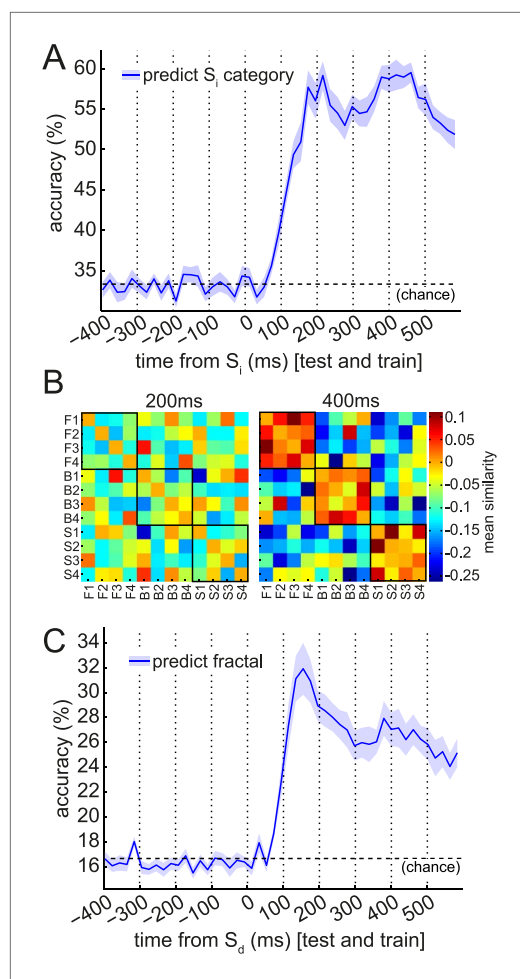 A
predict Si category
accuracy (%)
60
55
50
45
40
35
(chance)
−400 −300 −200 −100 0 100 200 300 400 500
time from Si (ms) [test and train]
B
200ms 400ms
F1
F2
F3
F4
B1
B2
B3
B4
S1
S2
S3
S4
F1 F2 F3 F4 B1 B2 B3 B4 S1 S2 S3 S4
F1 F2 F3 F4 B1 B2 B3 B4 S1 S2 S3 S4
0.1
0.05
0
-0.05
-0.1
-0.15
-0.2
-0.25
mean similarity
C
predict fractal
accuracy (%)
34
32
30
28
26
24
22
20
18
16
(chance)
−400 −300 −200 −100 0 100 200 300 400 500
time from Sd (ms) [test and train]